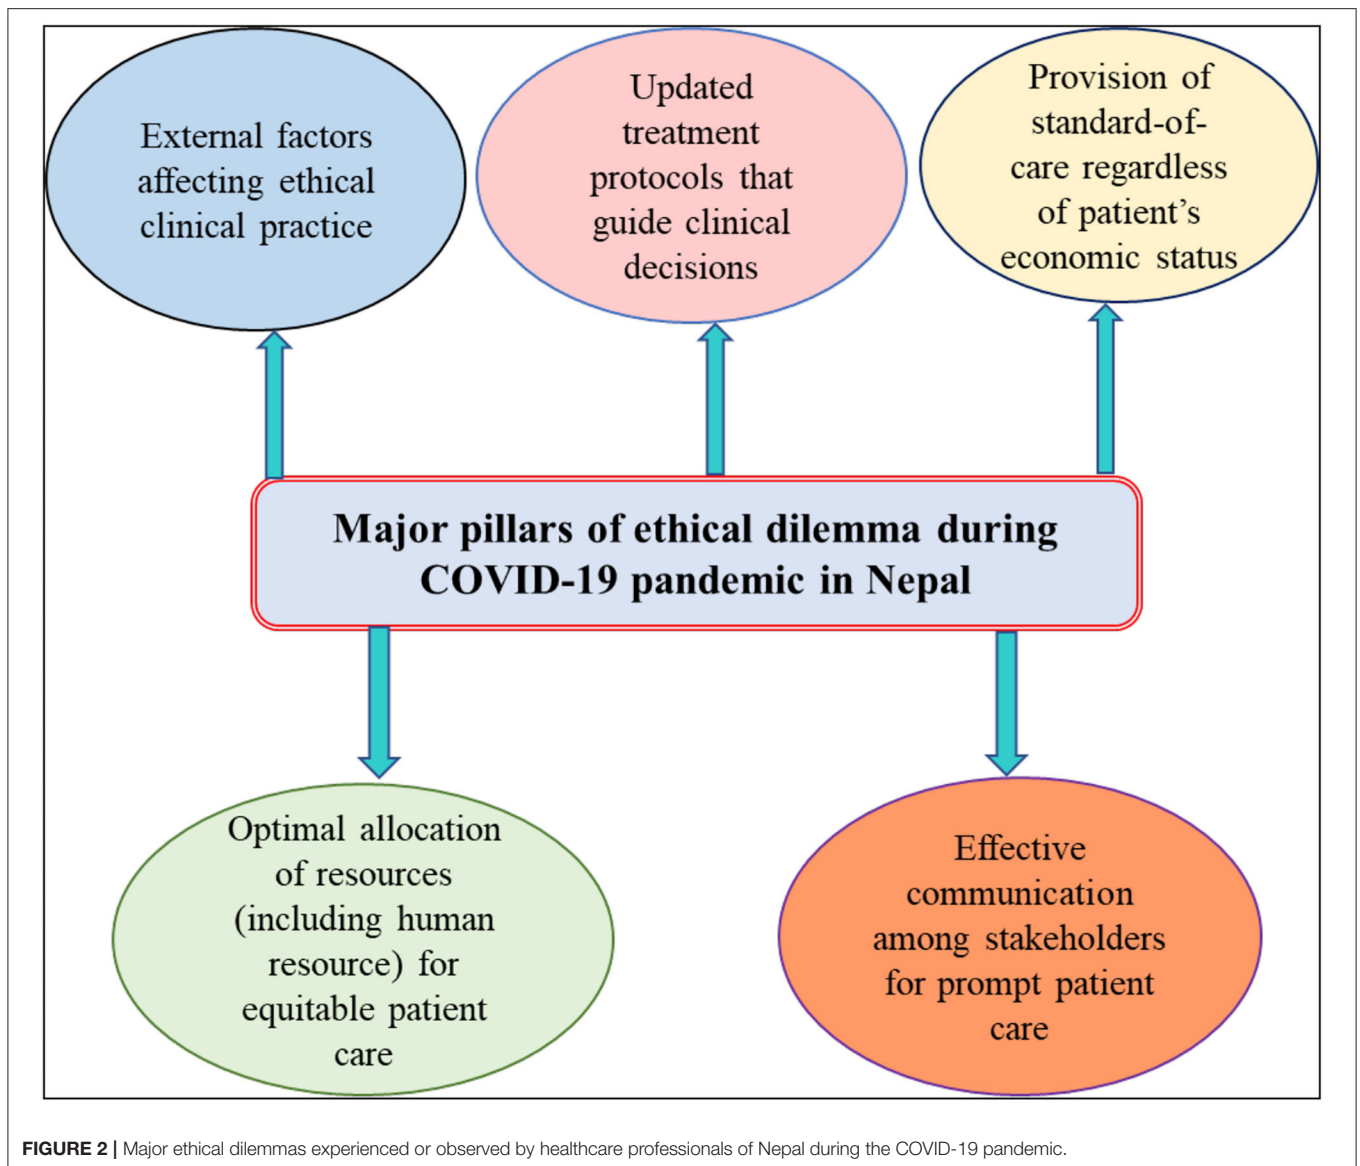 External factors
affecting ethical
clinical practice
Updated
treatment
protocols that
guide clinical
decisions
Provision of
standard-of-
care regardless
of patient’s
economic status
Major pillars of ethical dilemma during
COVID-19 pandemic in Nepal
Optimal allocation
of resources
(including human
resource) for
equitable patient
care
Effective
communication
among stakeholders
for prompt patient
care
FIGURE 2 | Major ethical dilemmas experienced or observed by healthcare professionals of Nepal during the COVID-19 pandemic.